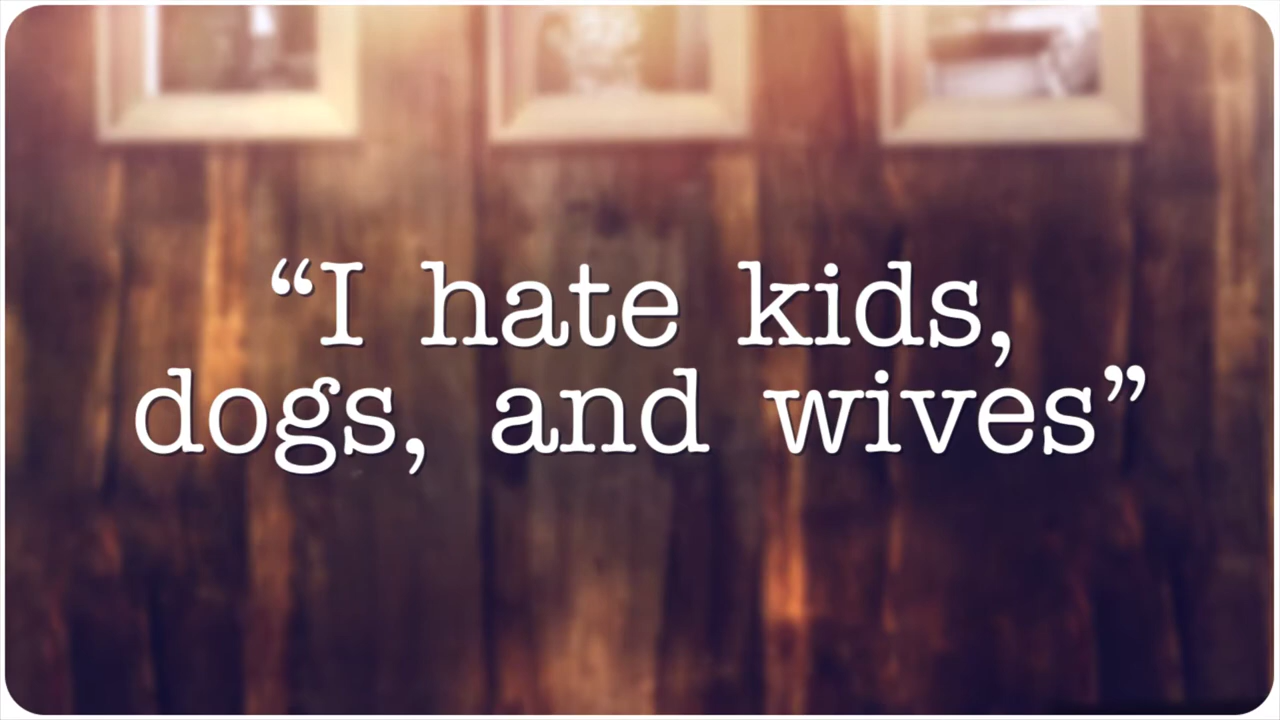 “I hate kids,
dogs, and wives”